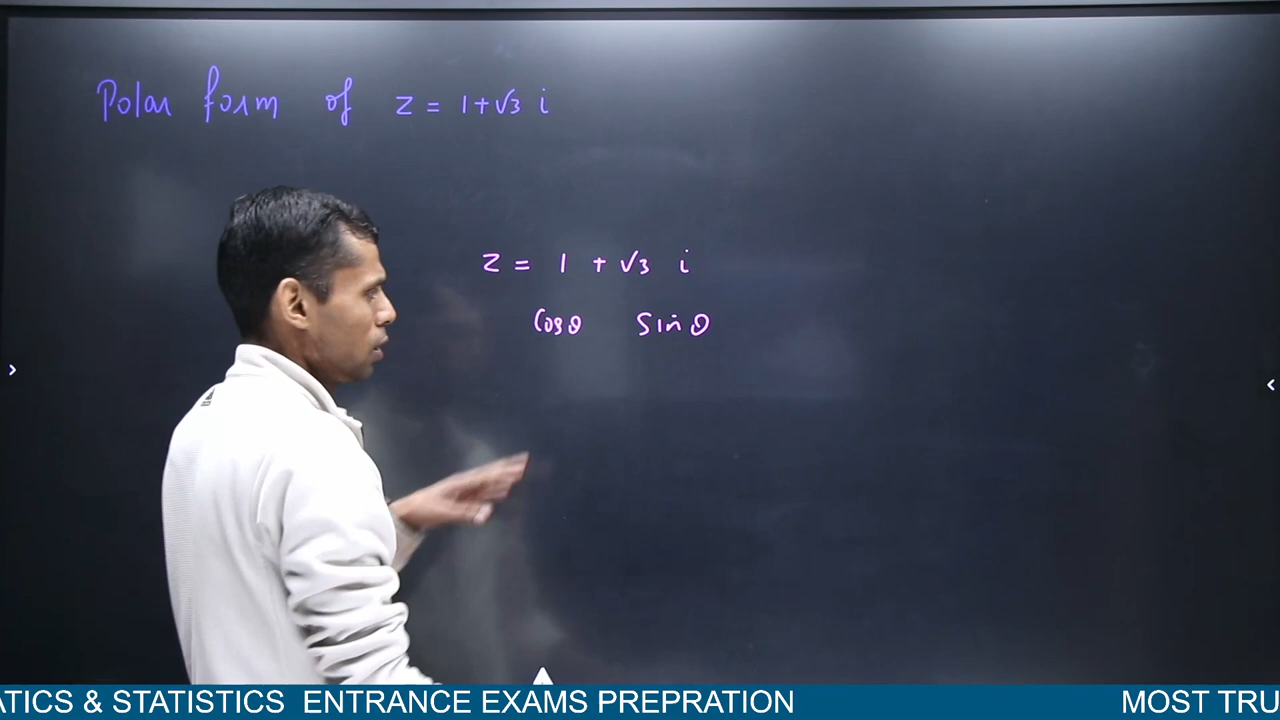 Polar form of z = 1+√3 i
z = 1 + √3 i
Cosθ Sinθ
ATICS & STATISTICS ENTRANCE EXAMS PREPRATION MOST TRU